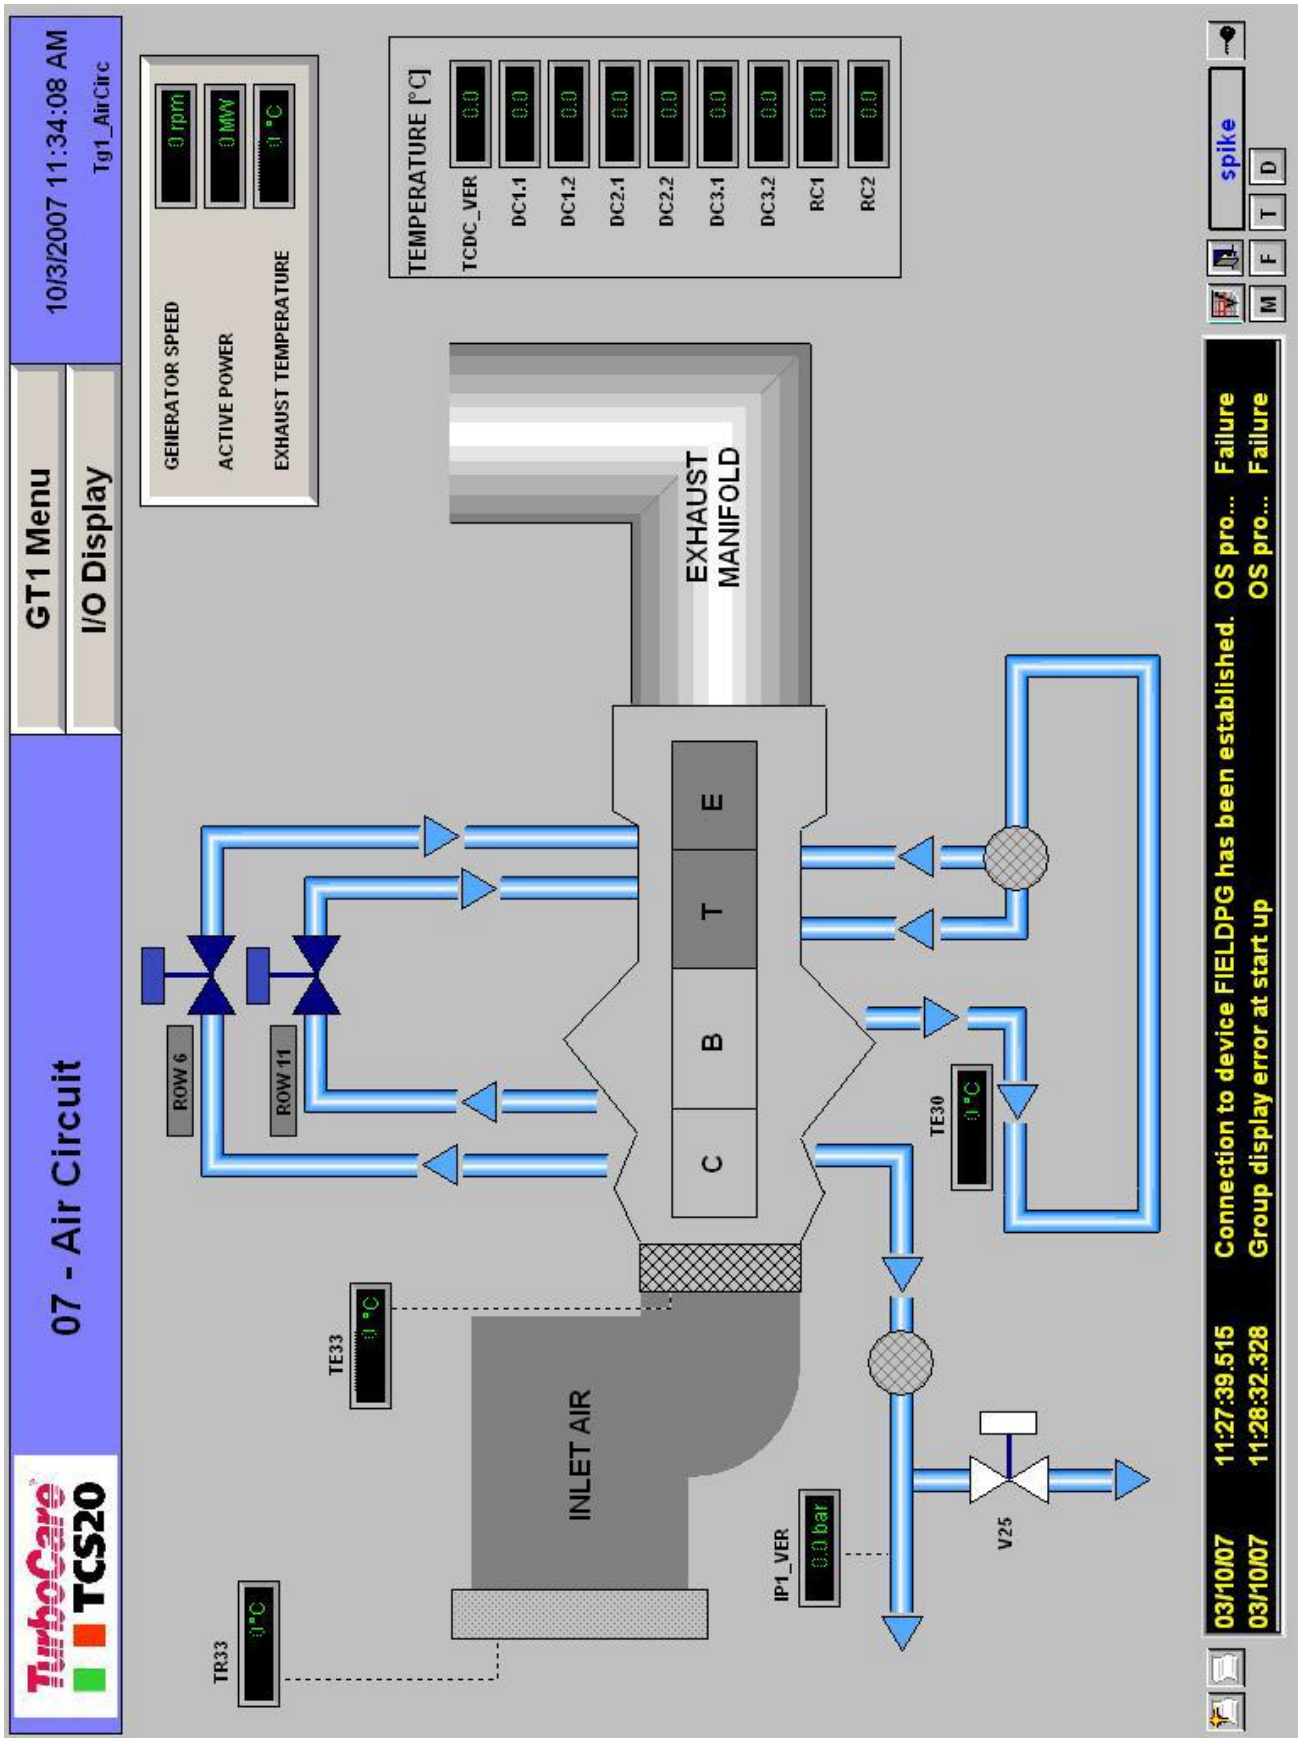 TurboCare
TCS20
07 - Air Circuit
GT1 Menu
I/O Display
10/3/2007 11:34:08 AM
Tg1_AirCirc
GENERATOR SPEED
0 rpm
ACTIVE POWER
0 MW
EXHAUST TEMPERATURE
0 °C
ROW 6
ROW 11
TR33
0°C
TE33
0 °C
INLET AIR
C
B
T
E
EXHAUST
MANIFOLD
TEMPERATURE [°C]
TCDC_VER 0.0
DC1.1 0.0
DC1.2 0.0
DC2.1 0.0
DC2.2 0.0
DC3.1 0.0
DC3.2 0.0
RC1 0.0
RC2 0.0
IP1_VER
0.0 bar
V25
TE30
0 °C
03/10/07 11:27:39.515 Connection to device FIELDPG has been established. OS pro... Failure
03/10/07 11:28:32.328 Group display error at start up OS pro... Failure
spike
M F T D